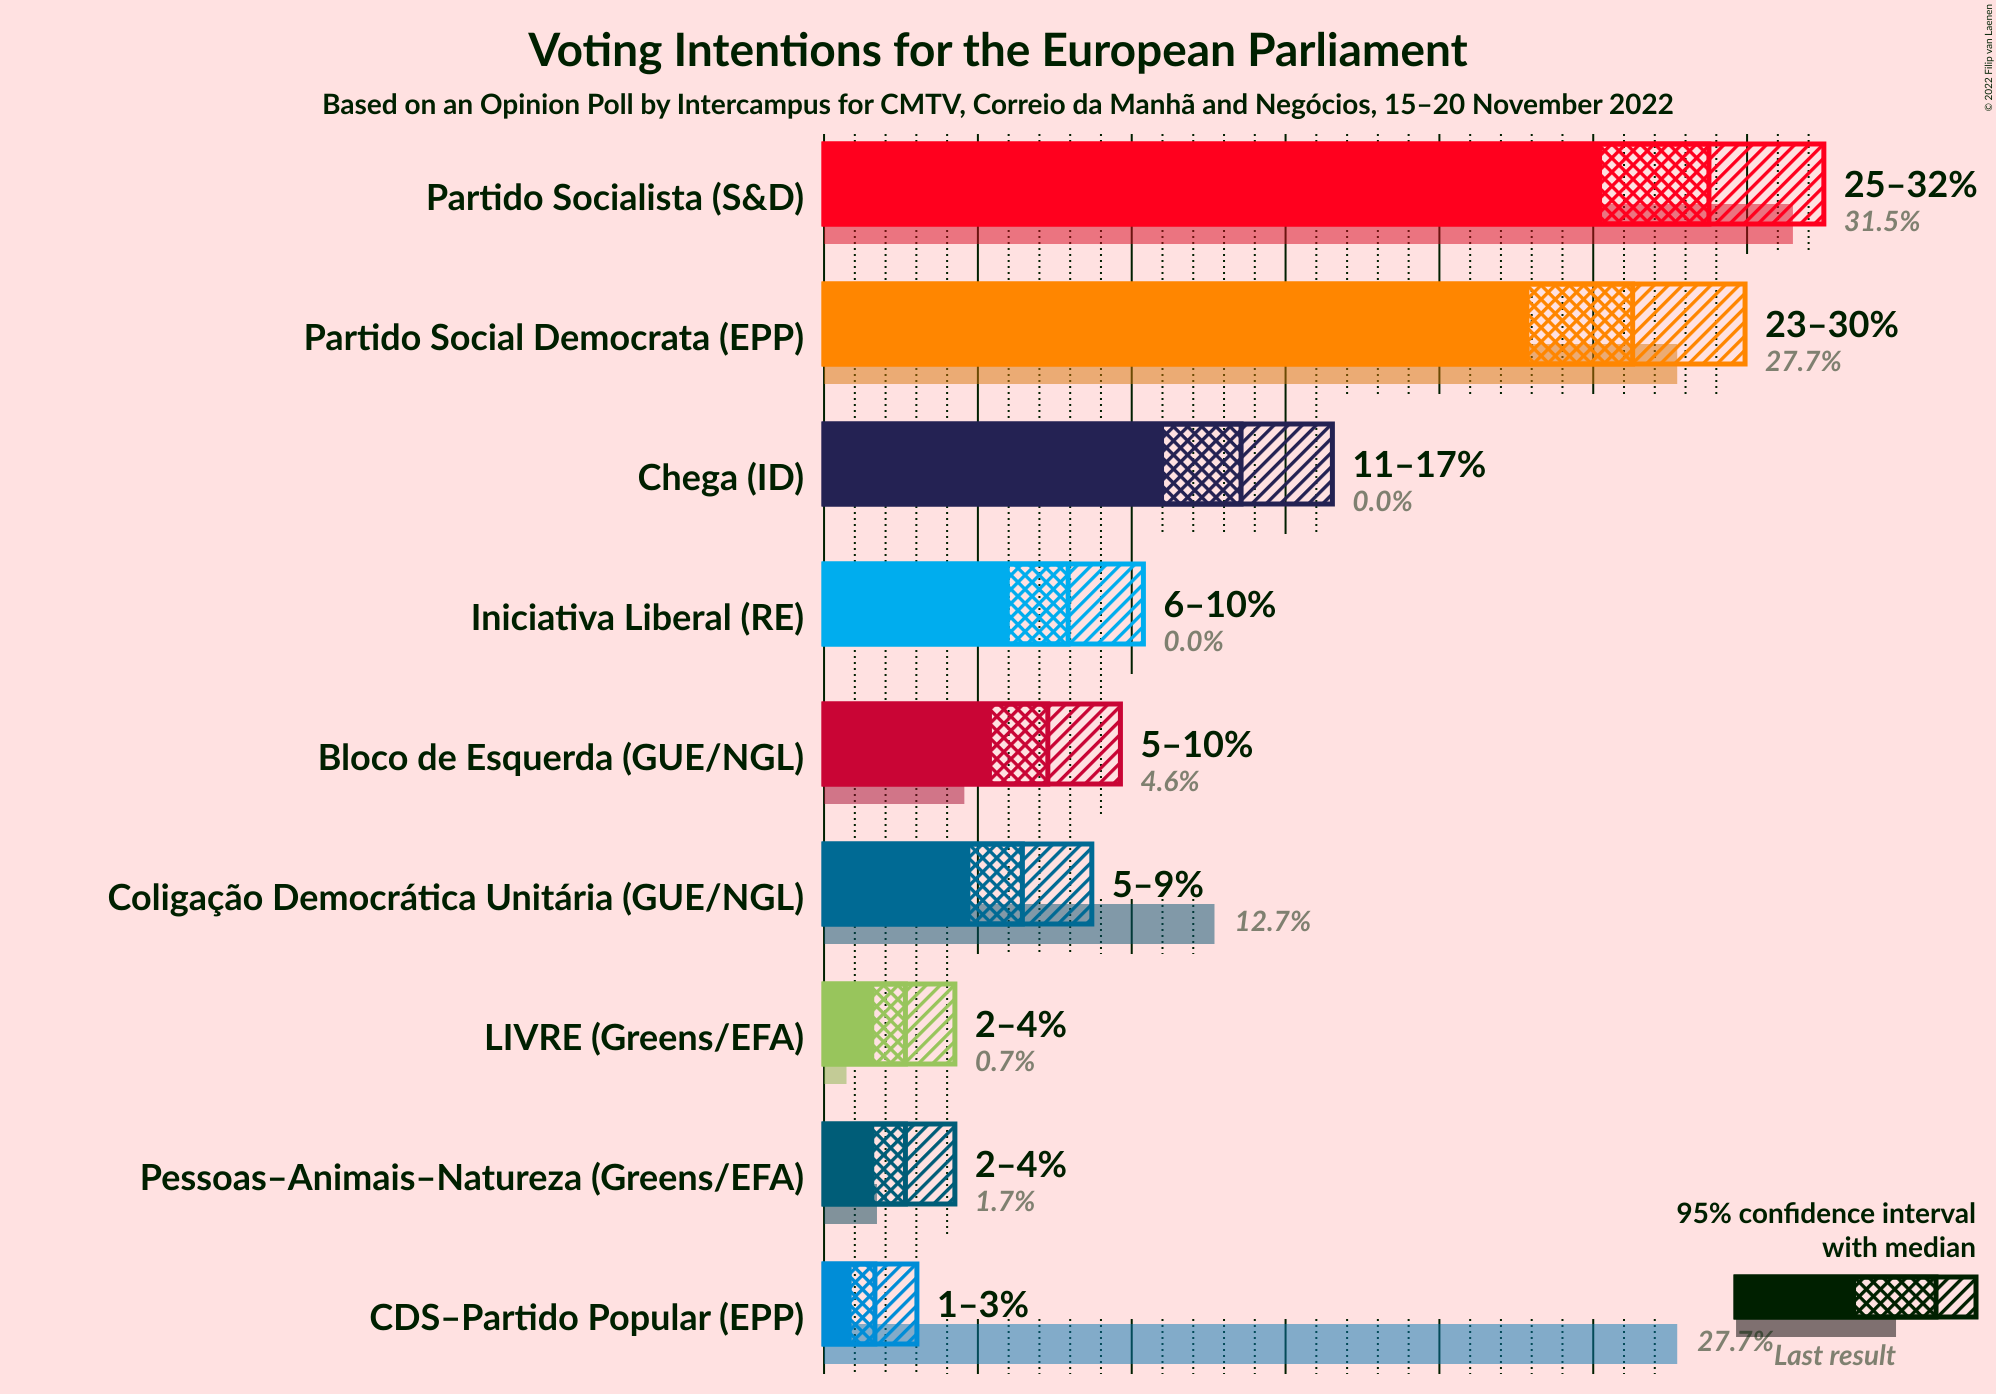 Voting Intentions for the European Parliament
Based on an Opinion Poll by Intercampus for CMTV, Correio da Manhã and Negócios, 15–20 November 2022
© 2022 Filip van Laenen
Partido Socialista (S&D)
25–32%
31.5%
Partido Social Democrata (EPP)
23–30%
27.7%
Chega (ID)
11–17%
0.0%
Iniciativa Liberal (RE)
6–10%
0.0%
Bloco de Esquerda (GUE/NGL)
5–10%
4.6%
Coligação Democrática Unitária (GUE/NGL)
5–9%
12.7%
LIVRE (Greens/EFA)
2–4%
0.7%
Pessoas–Animais–Natureza (Greens/EFA)
2–4%
1.7%
CDS–Partido Popular (EPP)
1–3%
27.7%
95% confidence interval
with median
Last result